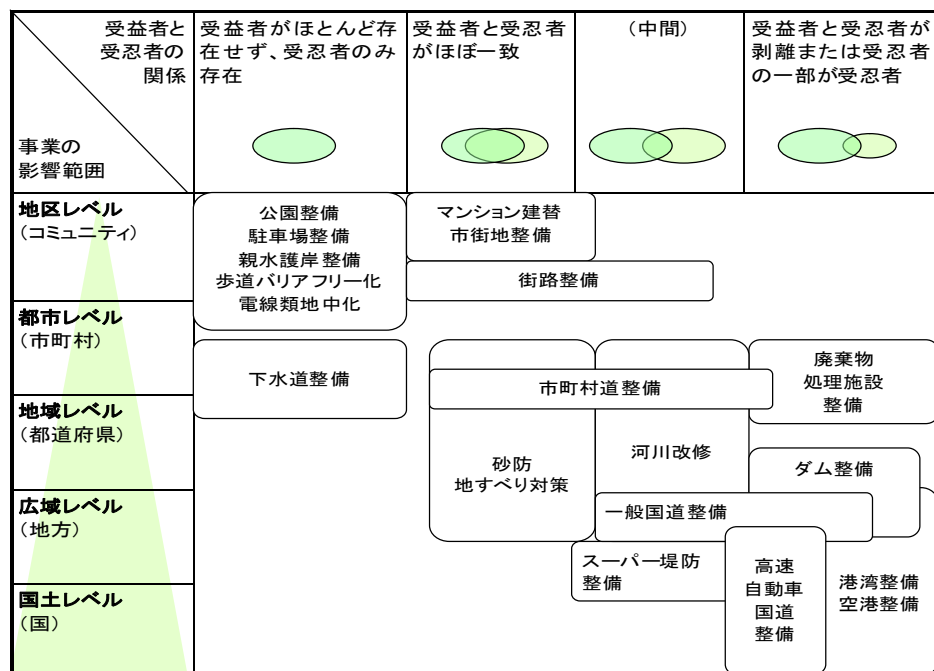 受益者と
受忍者の
関係
事業の
影響範囲
受益者がほとんど存
在せず、受忍者のみ
存在
受益者と受忍者
がほぼ一致
(中間)
受益者と受忍者が
剥離または受忍者
の一部が受忍者
地区レベル
(コミュニティ)
都市レベル
(市町村)
地域レベル
(都道府県)
広域レベル
(地方)
国土レベル
(国)
公園整備
駐車場整備
親水護岸整備
歩道バリアフリー化
電線類地中化
マンション建替
市街地整備
街路整備
下水道整備
市町村道整備
砂防
地すべり対策
河川改修
廃棄物
処理施設
整備
ダム整備
一般国道整備
スーパー堤防
整備
高速
自動車
国道
整備
港湾整備
空港整備